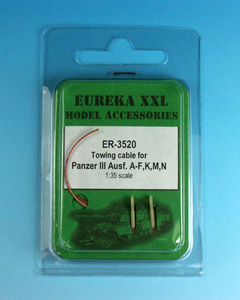 EUREKA XXL
MODEL ACCESSORIES
ER-3520
Towing cable for
Panzer III Ausf. A-F,K,M,N
1:35 scale